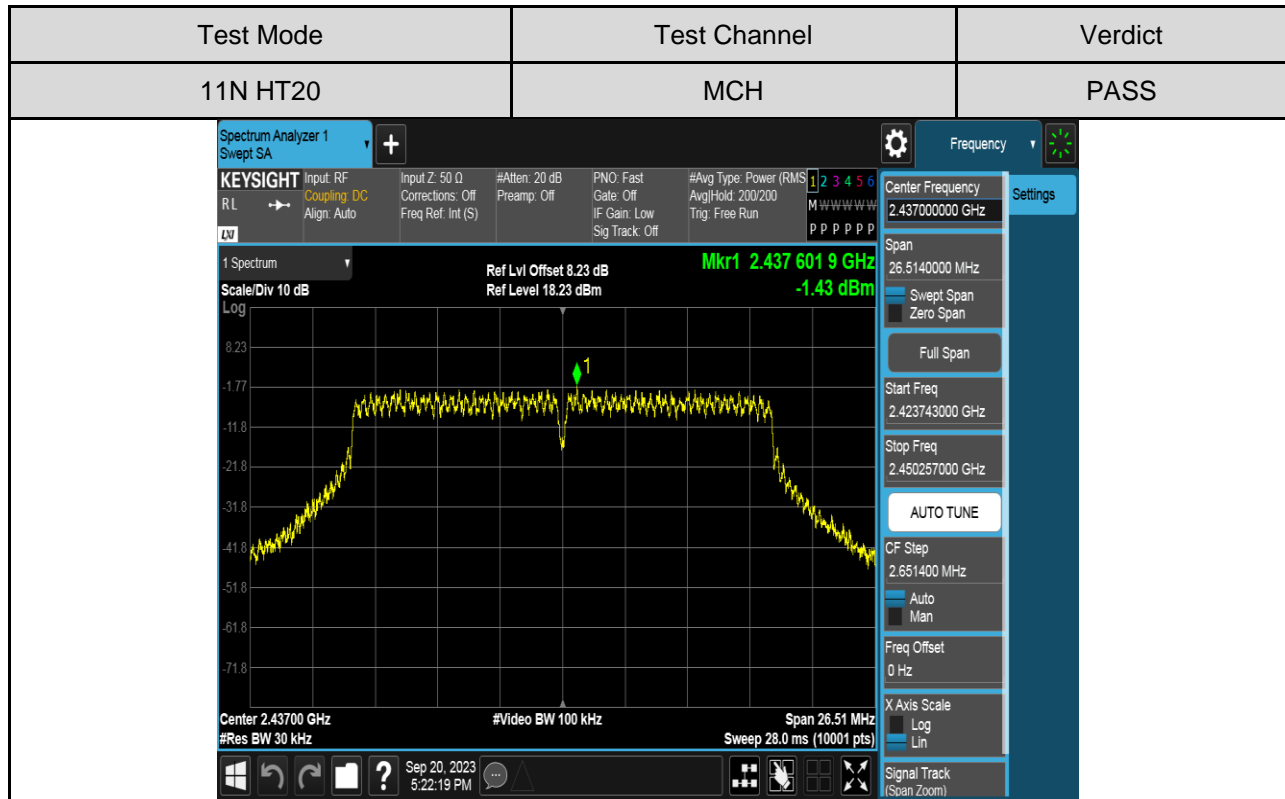 Test Mode Test Channel Verdict
11N HT20 MCH PASS
Spectrum Analyzer 1
Swept SA
+
Frequency
KEYSIGHT
RL
LXI
Input: RF
Coupling: DC
Align: Auto
Input Z: 50 Ω
Corrections: Off
Freq Ref: Int (S)
#Atten: 20 dB
Preamp: Off
PNO: Fast
Gate: Off
IF Gain: Low
Sig Track: Off
#Avg Type: Power (RMS
Avg|Hold: 200/200
Trig: Free Run
1 2 3 4 5 6
M W W W W W
P P P P P P
1 Spectrum
Scale/Div 10 dB
Log
Ref Lvl Offset 8.23 dB
Ref Level 18.23 dBm
Mkr1 2.437 601 9 GHz
-1.43 dBm
1
8.23
-1.77
-11.8
-21.8
-31.8
-41.8
-51.8
-61.8
-71.8
Center 2.43700 GHz
#Video BW 100 kHz
Span 26.51 MHz
#Res BW 30 kHz
Sweep 28.0 ms (10001 pts)
?
Sep 20, 2023
5:22:19 PM
Center Frequency
2.437000000 GHz
Settings
Span
26.5140000 MHz
Swept Span
Zero Span
Full Span
Start Freq
2.423743000 GHz
Stop Freq
2.450257000 GHz
AUTO TUNE
CF Step
2.651400 MHz
Auto
Man
Freq Offset
0 Hz
X Axis Scale
Log
Lin
Signal Track
(Span Zoom)